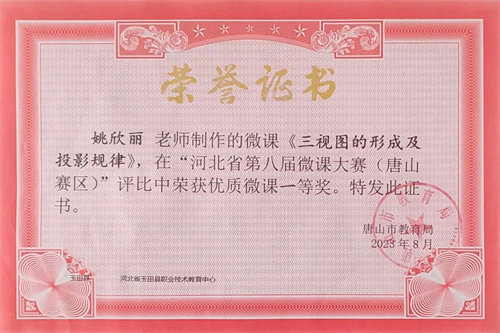 荣誉证书
姚欣丽 老师制作的微课《三视图的形成及
投影规律》，在“河北省第八届微课大赛（唐山
赛区）”评比中荣获优质微课一等奖。特发此证
书。
唐山市教育局
2023年8月
玉田县
河北省玉田县职业技术教育中心